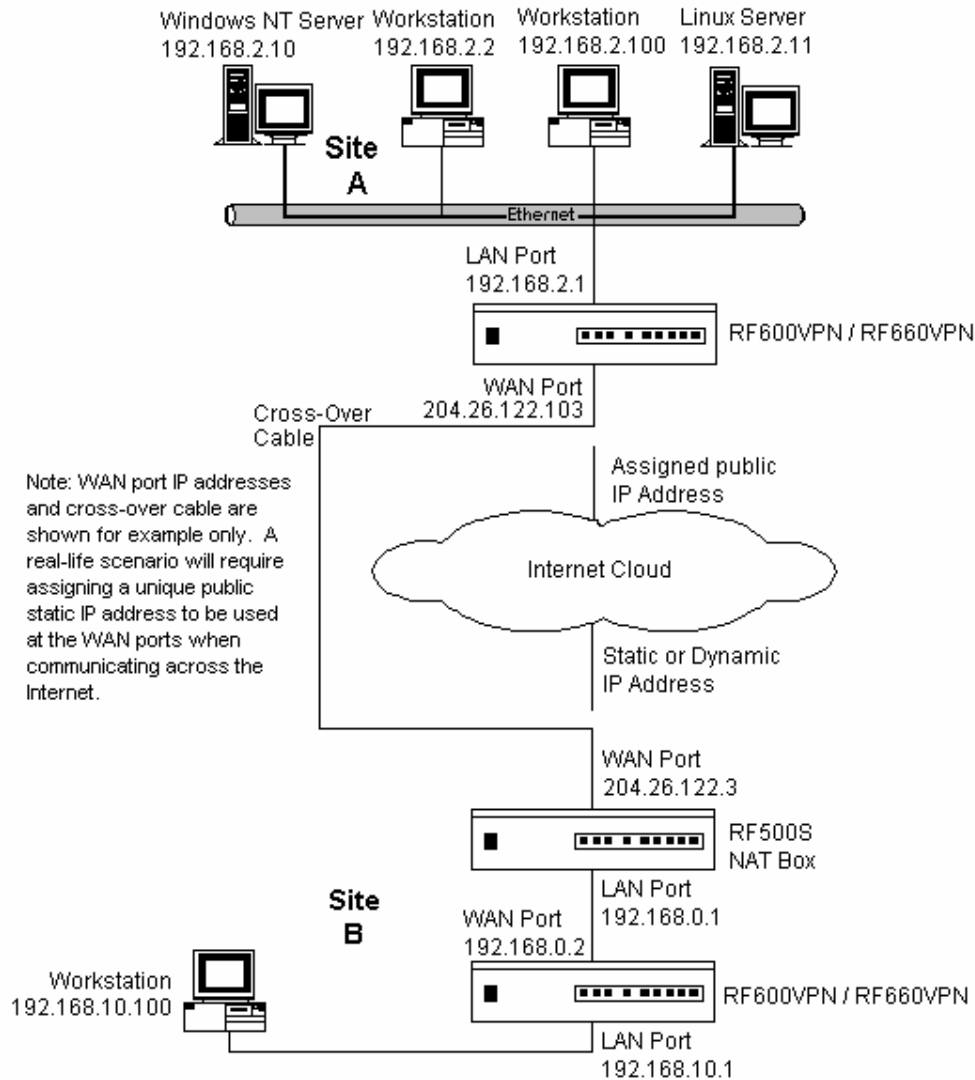 Windows NT Server
192.168.2.10
Workstation
192.168.2.2
Workstation
192.168.2.100
Linux Server
192.168.2.11
Site
A
Ethernet
LAN Port
192.168.2.1
RF600VPN / RF660VPN
WAN Port
204.26.122.103
Cross-Over
Cable
Note: WAN port IP addresses
and cross-over cable are
shown for example only. A
real-life scenario will require
assigning a unique public
static IP address to be used
at the WAN ports when
communicating across the
Internet.
Assigned public
IP Address
Internet Cloud
Static or Dynamic
IP Address
WAN Port
204.26.122.3
RF500S
NAT Box
LAN Port
192.168.0.1
Site
B
WAN Port
192.168.0.2
Workstation
192.168.10.100
RF600VPN / RF660VPN
LAN Port
192.168.10.1